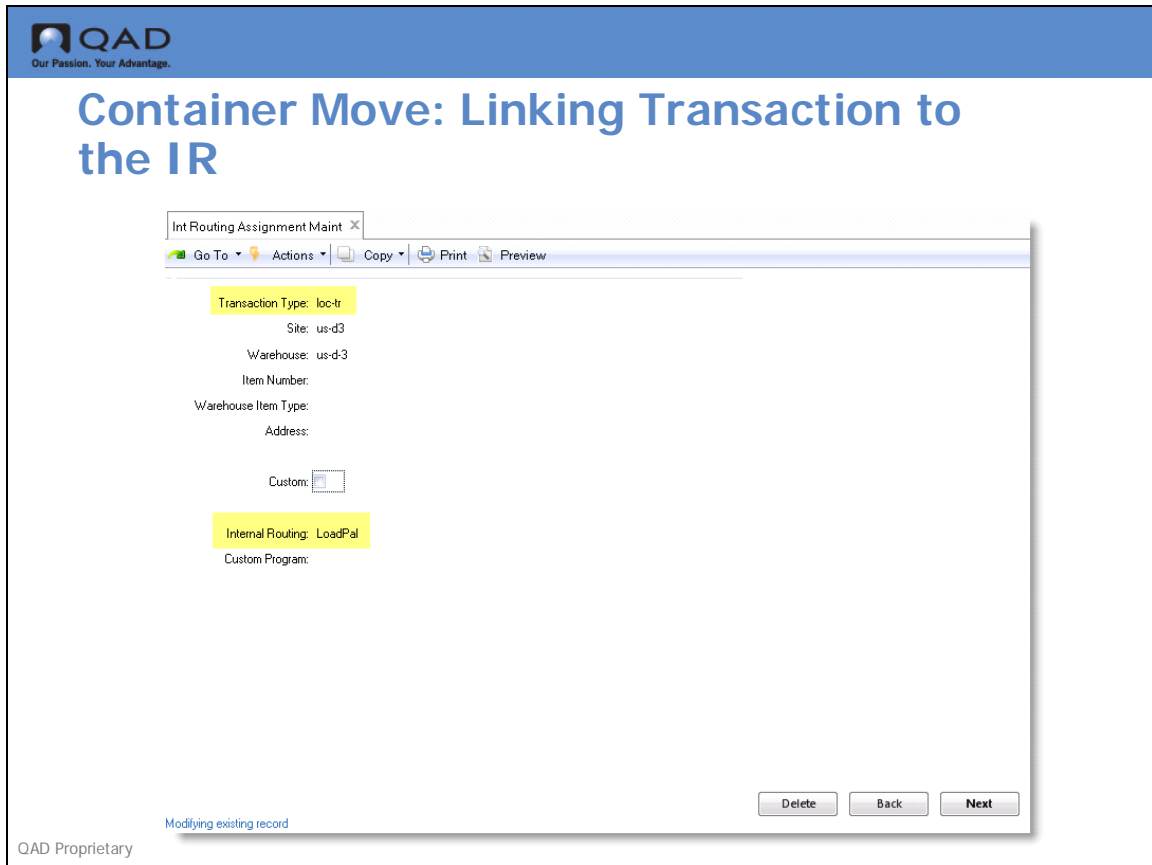 QAD
Our Passion. Your Advantage.
Container Move: Linking Transaction to
the IR
Int Routing Assignment Maint X
Go To Actions Copy Print Preview
Transaction Type: loc-tr
Site: us-d3
Warehouse: us-d-3
Item Number:
Warehouse Item Type:
Address:
Custom:
Internal Routing: LoadPal
Custom Program:
Delete Back Next
Modifying existing record
QAD Proprietary